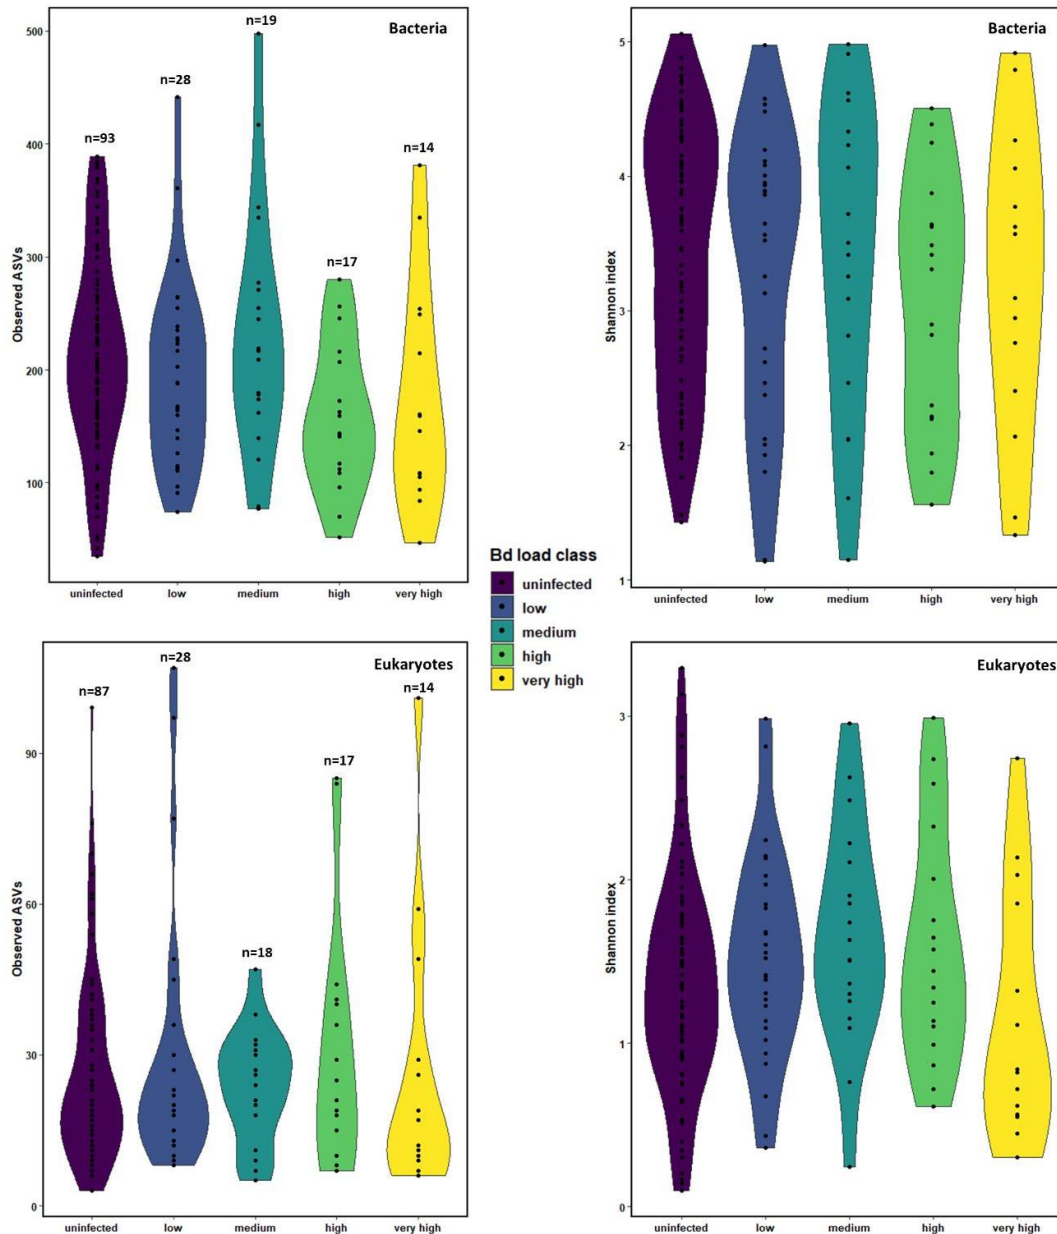 Bacteria
n=93
n=28
n=19
n=17
n=14
Observed ASVs
500
400
300
200
100
uninfected low medium high very high
Bacteria
Shannon index
5
4
3
2
1
uninfected low medium high very high
Bd load class
uninfected
low
medium
high
very high
Eukaryotes
n=87
n=28
n=18
n=17
n=14
Observed ASVs
90
60
30
0
uninfected low medium high very high
Eukaryotes
Shannon index
3
2
1
0
uninfected low medium high very high